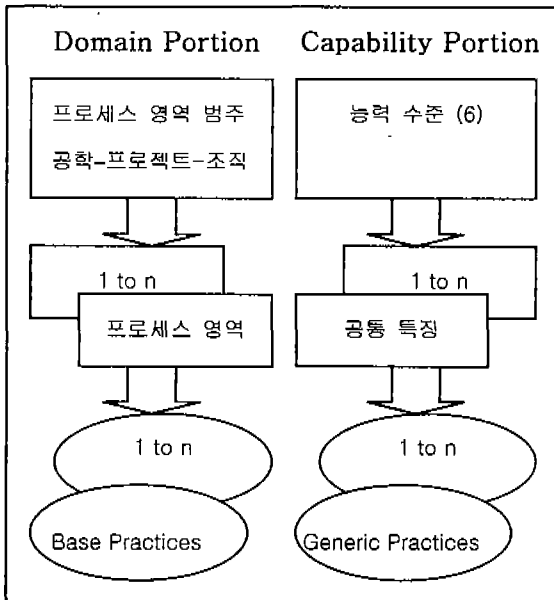 Domain Portion
Capability Portion
프로세스 영역 범주
공학-프로젝트-조직
능력 수준 (6)
1 to n
프로세스 영역
1 to n
공통 특징
1 to n
Base Practices
1 to n
Generic Practices